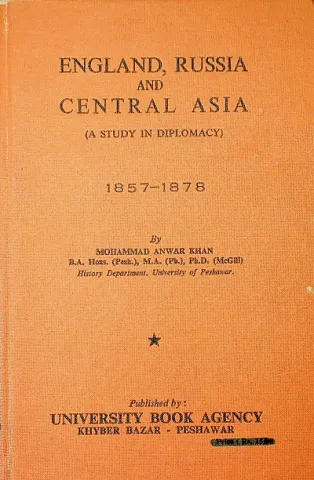 ENGLAND, RUSSIA
AND
CENTRAL ASIA
(A STUDY IN DIPLOMACY)
1857-1878
By
MOHAMMAD ANWAR KHAN
B.A. Hons. (Pesh.), M.A. (Pb.), Ph.D. (McGill)
History Department, University of Peshawar.
Published by :
UNIVERSITY BOOK AGENCY
KHYBER BAZAR - PESHAWAR